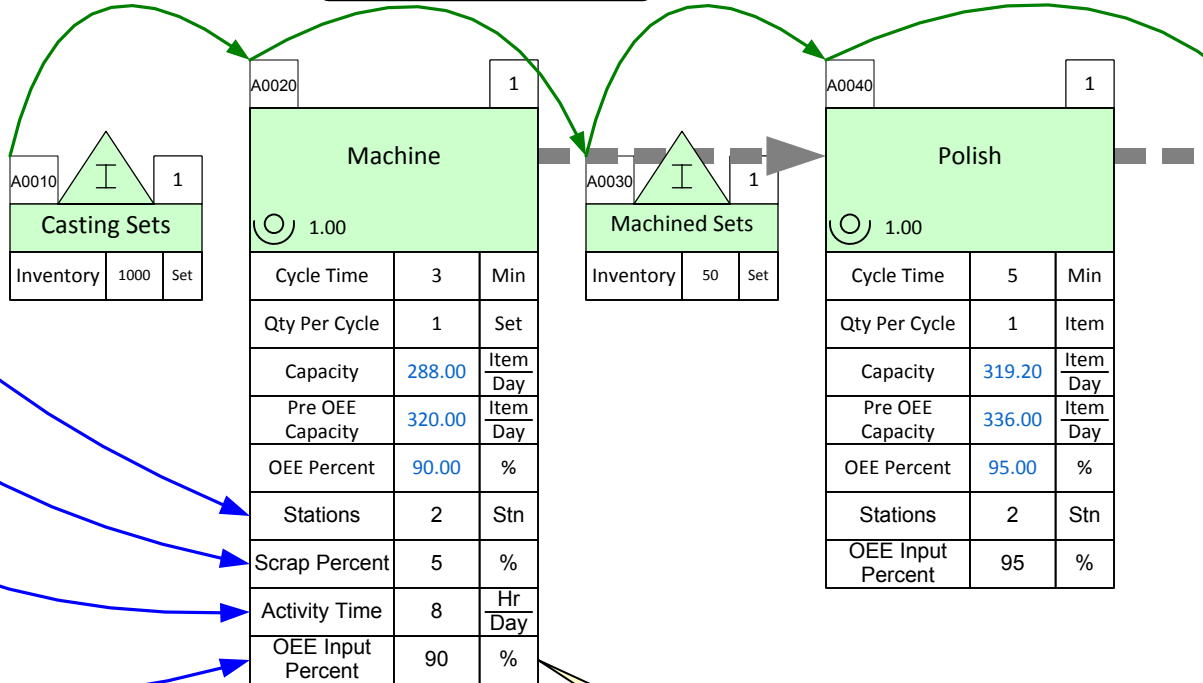 A0010
1
Casting Sets
Inventory 1000 Set
A0020
1
Machine
1.00
Cycle Time 3 Min
Qty Per Cycle 1 Set
Capacity 288.00 Item
Day
Pre OEE
Capacity 320.00 Item
Day
OEE Percent 90.00 %
Stations 2 Stn
Scrap Percent 5 %
Activity Time 8 Hr
Day
OEE Input
Percent 90 %
A0030
1
Machined Sets
Inventory 50 Set
A0040
1
Polish
1.00
Cycle Time 5 Min
Qty Per Cycle 1 Item
Capacity 319.20 Item
Day
Pre OEE
Capacity 336.00 Item
Day
OEE Percent 95.00 %
Stations 2 Stn
OEE Input
Percent 95 %